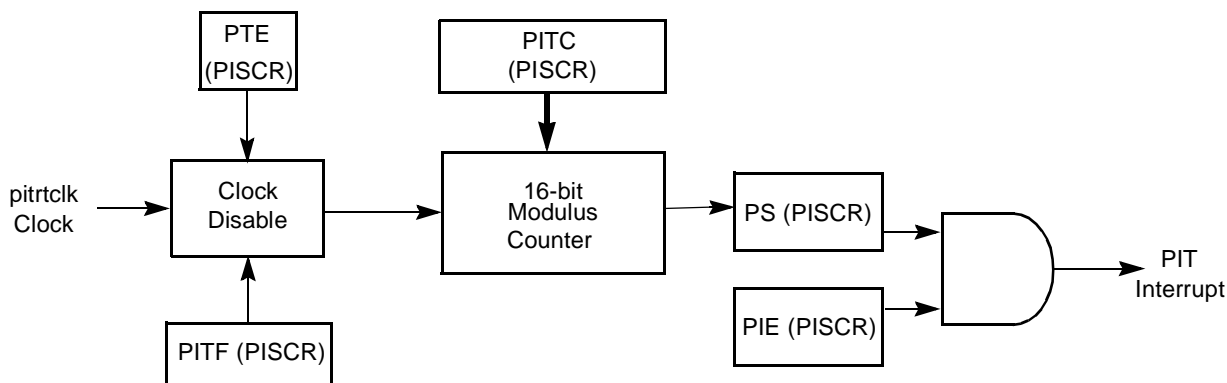 PTE
(PISCR)
PITC
(PISCR)
pitrtclk
Clock
Clock
Disable
16-bit
Modulus
Counter
PS (PISCR)
PIT
Interrupt
PITF (PISCR)
PIE (PISCR)